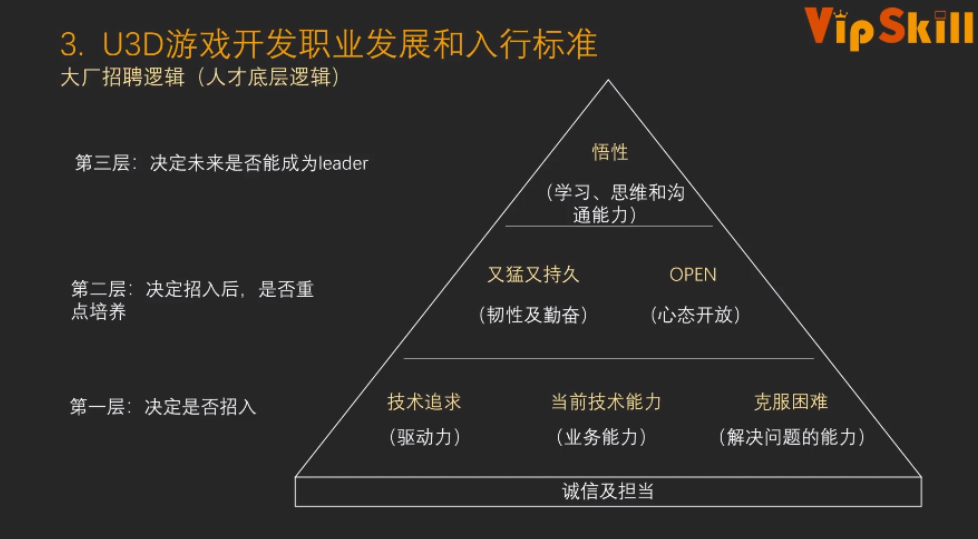 VipSkill
3. U3D游戏开发职业发展和入行标准
大厂招聘逻辑（人才底层逻辑）
第三层：决定未来是否能成为leader
悟性
（学习、思维和沟
通能力）
第二层：决定招入后，是否重
点培养
又猛又持久
OPEN
（韧性及勤奋）
（心态开放）
第一层：决定是否招入
技术追求
当前技术能力
克服困难
（驱动力）
（业务能力）
（解决问题的能力）
诚信及担当